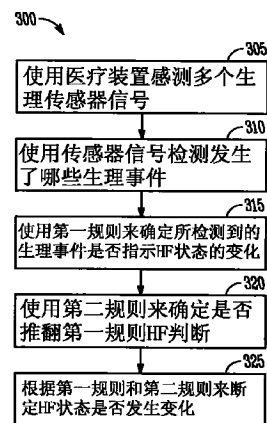 300
305
使用医疗装置感测多个生
理传感器信号
310
使用传感器信号检测发生
了哪些生理事件
315
使用第一规则来确定所检测到的
生理事件是否指示HF状态的变化
320
使用第二规则来确定是否
推翻第一规则HF判断
325
根据第一规则和第二规则来断
定HF状态是否发生变化